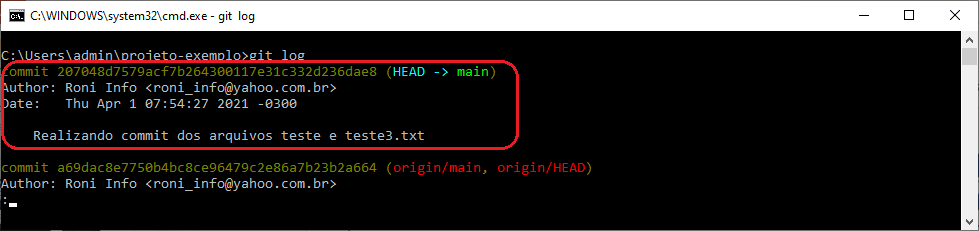 C:\WINDOWS\system32\cmd.exe - git log
C:\Users\admin\projeto-exemplo>git log
commit 207048d7579acf7b264300117e31c332d236dae8 (HEAD -> main)
Author: Roni Info <roni_info@yahoo.com.br>
Date:   Thu Apr 1 07:54:27 2021 -0300
Realizando commit dos arquivos teste e teste3.txt
commit a69dac8e7750b4bc8ce96479c2e86a7b23b2a664 (origin/main, origin/HEAD)
Author: Roni Info <roni_info@yahoo.com.br>
: